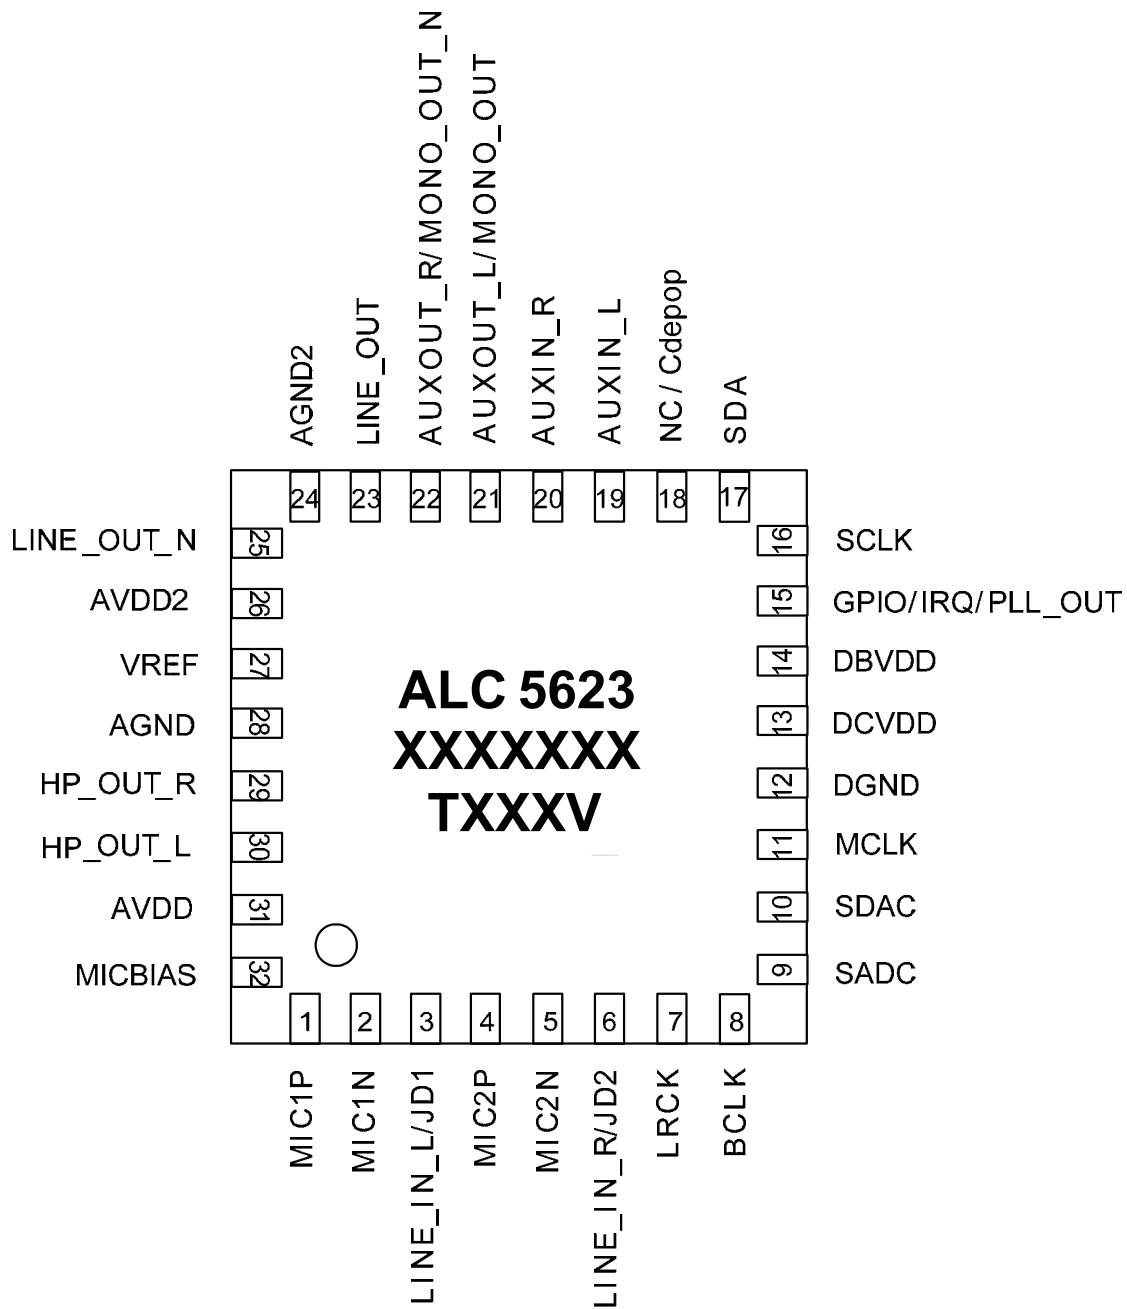 AGND2
LINE_OUT
AUXOUT_R/MONO_OUT_N
AUXOUT_L/MONO_OUT
AUXIN_R
AUXIN_L
NC / Cdepop
SDA
24
23
22
21
20
19
18
17
LINE_OUT_N
25
AVDD2
26
VREF
27
AGND
28
HP_OUT_R
29
HP_OUT_L
30
AVDD
31
MICBIAS
32
ALC 5623
XXXXXXX
TXXXV
16
SCLK
15
GPIO/IRQ/PLL_OUT
14
DBVDD
13
DCVDD
12
DGND
11
MCLK
10
SDAC
9
SADC
1
2
3
4
5
6
7
8
MIC1P
MIC1N
LINE_IN_L/JD1
MIC2P
MIC2N
LINE_IN_R/JD2
LRCK
BCLK